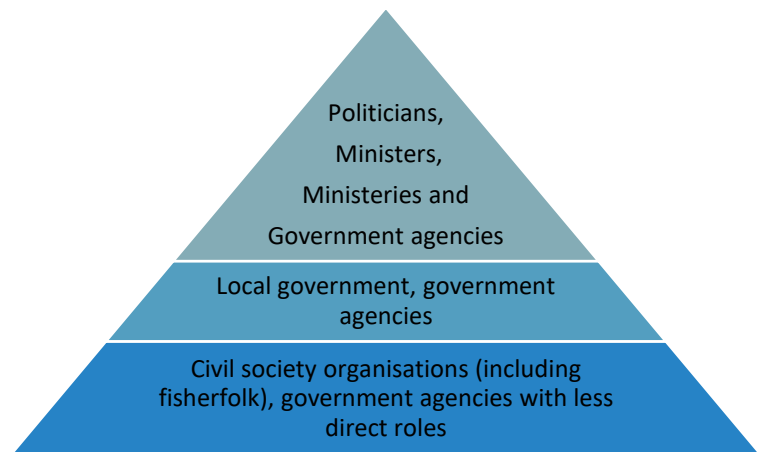 Politicians,
Ministers,
Ministeries and
Government agencies
Local government, government
agencies
Civil society organisations (including
fisherfolk), government agencies with less
direct roles